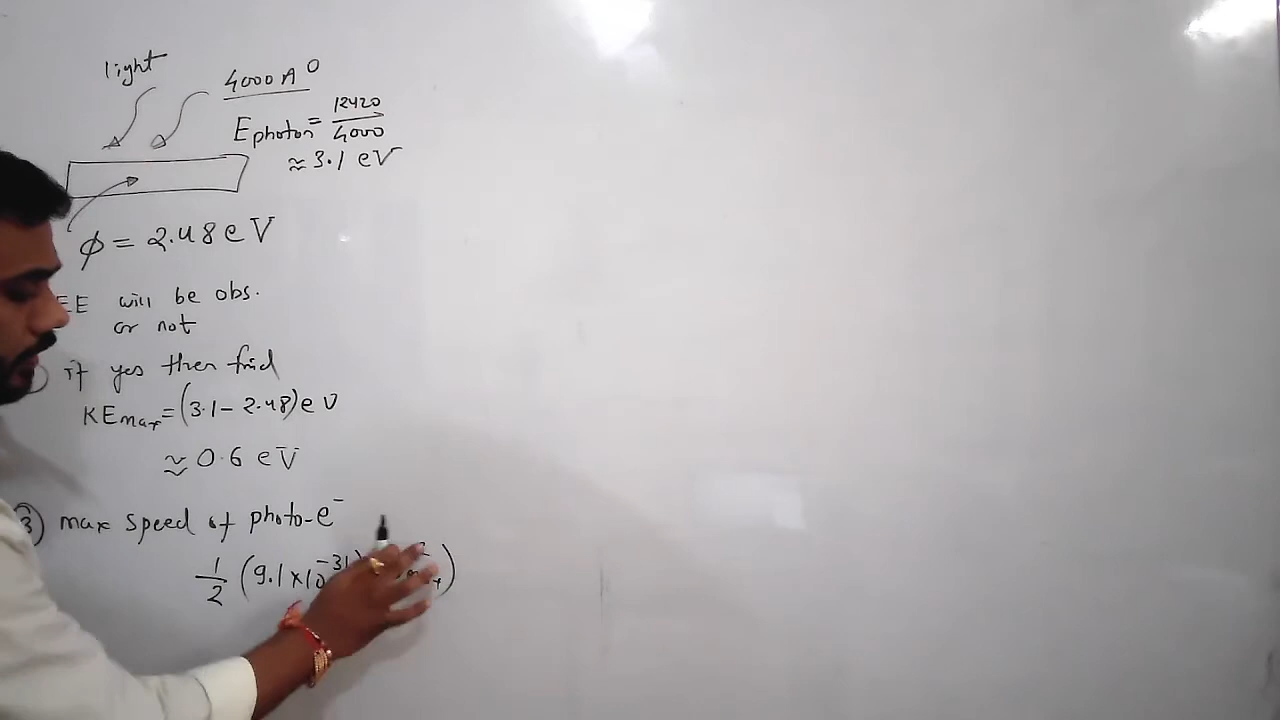 light
4000 A⁰
Ephoton = 12420/4000
≈ 3.1 eV
ϕ = 2.48 eV
EE will be obs.
or not
if yes then find
KEmax = (3.1 - 2.48) eV
≈ 0.6 eV
3) max speed of photo-e⁻
1/2 (9.1×10⁻³¹)